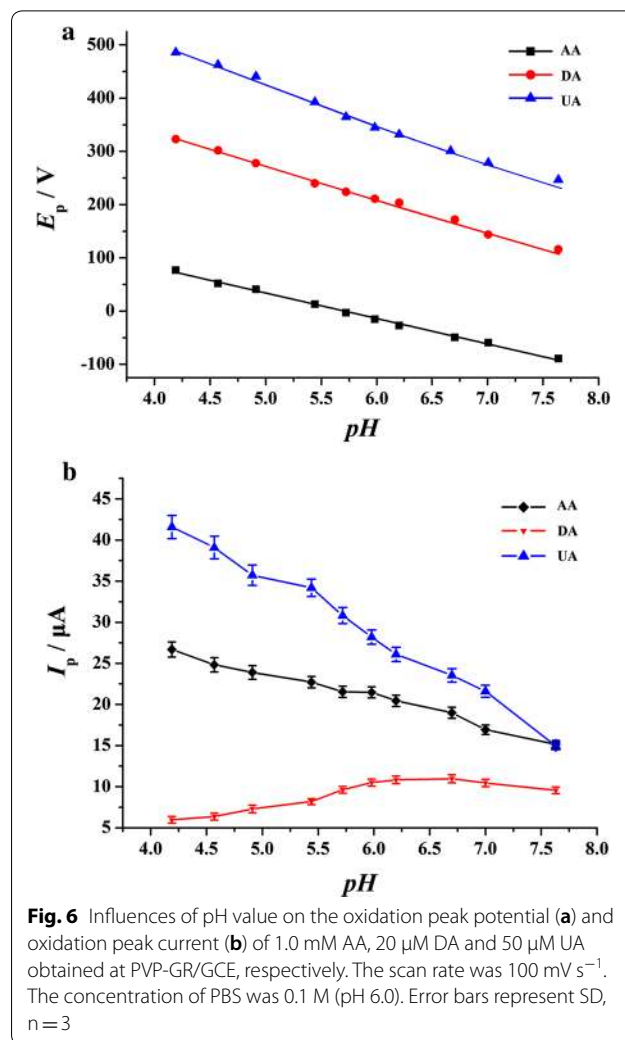 a
500
400
300
200
100
0
-100
Ep / V
AA
DA
UA
4.0 4.5 5.0 5.5 6.0 6.5 7.0 7.5 8.0
pH
b
45
40
35
30
25
20
15
10
5
Ip / μA
AA
DA
UA
4.0 4.5 5.0 5.5 6.0 6.5 7.0 7.5 8.0
pH
Fig. 6 Influences of pH value on the oxidation peak potential (a) and
oxidation peak current (b) of 1.0 mM AA, 20 μM DA and 50 μM UA
obtained at PVP-GR/GCE, respectively. The scan rate was 100 mV s−1.
The concentration of PBS was 0.1 M (pH 6.0). Error bars represent SD,
n = 3